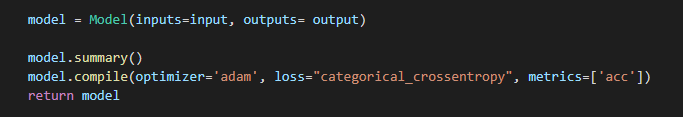 model = Model(inputs=input, outputs= output)
model.summary()
model.compile(optimizer='adam', loss="categorical_crossentropy", metrics=['acc'])
return model